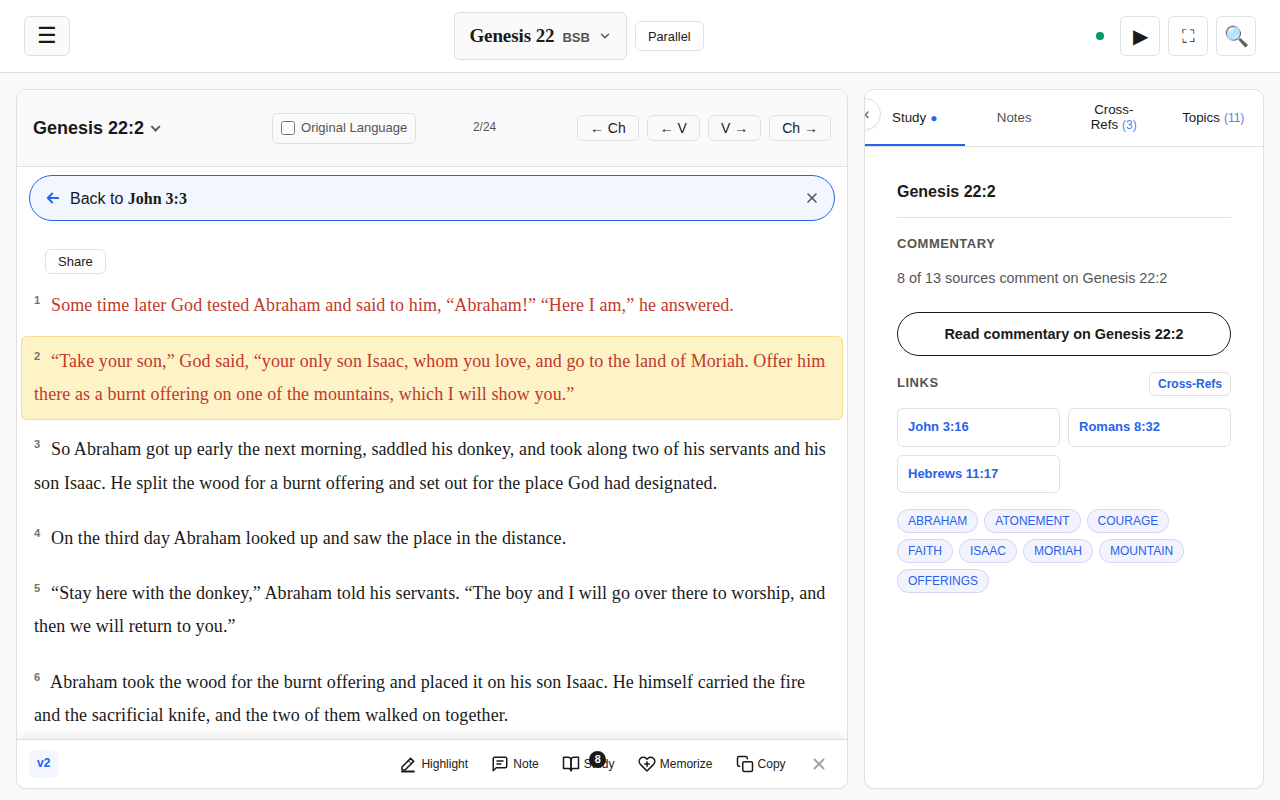 ☰
Genesis 22 BSB
Parallel
Genesis 22:2
Original Language
2/24
← Ch
← V
V →
Ch →
Back to John 3:3
Share
1 Some time later God tested Abraham and said to him, “Abraham!” “Here I am,” he answered.
2 “Take your son,” God said, “your only son Isaac, whom you love, and go to the land of Moriah. Offer him
there as a burnt offering on one of the mountains, which I will show you.”
3 So Abraham got up early the next morning, saddled his donkey, and took along two of his servants and his
son Isaac. He split the wood for a burnt offering and set out for the place God had designated.
4 On the third day Abraham looked up and saw the place in the distance.
5 “Stay here with the donkey,” Abraham told his servants. “The boy and I will go over there to worship, and
then we will return to you.”
6 Abraham took the wood for the burnt offering and placed it on his son Isaac. He himself carried the fire
and the sacrificial knife, and the two of them walked on together.
v2
Highlight
Note
8
Memorize
Copy
Study
Notes
Cross-
Refs (3)
Topics (11)
Genesis 22:2
COMMENTARY
8 of 13 sources comment on Genesis 22:2
Read commentary on Genesis 22:2
LINKS
Cross-Refs
John 3:16
Romans 8:32
Hebrews 11:17
ABRAHAM
ATONEMENT
COURAGE
FAITH
ISAAC
MORIAH
MOUNTAIN
OFFERINGS